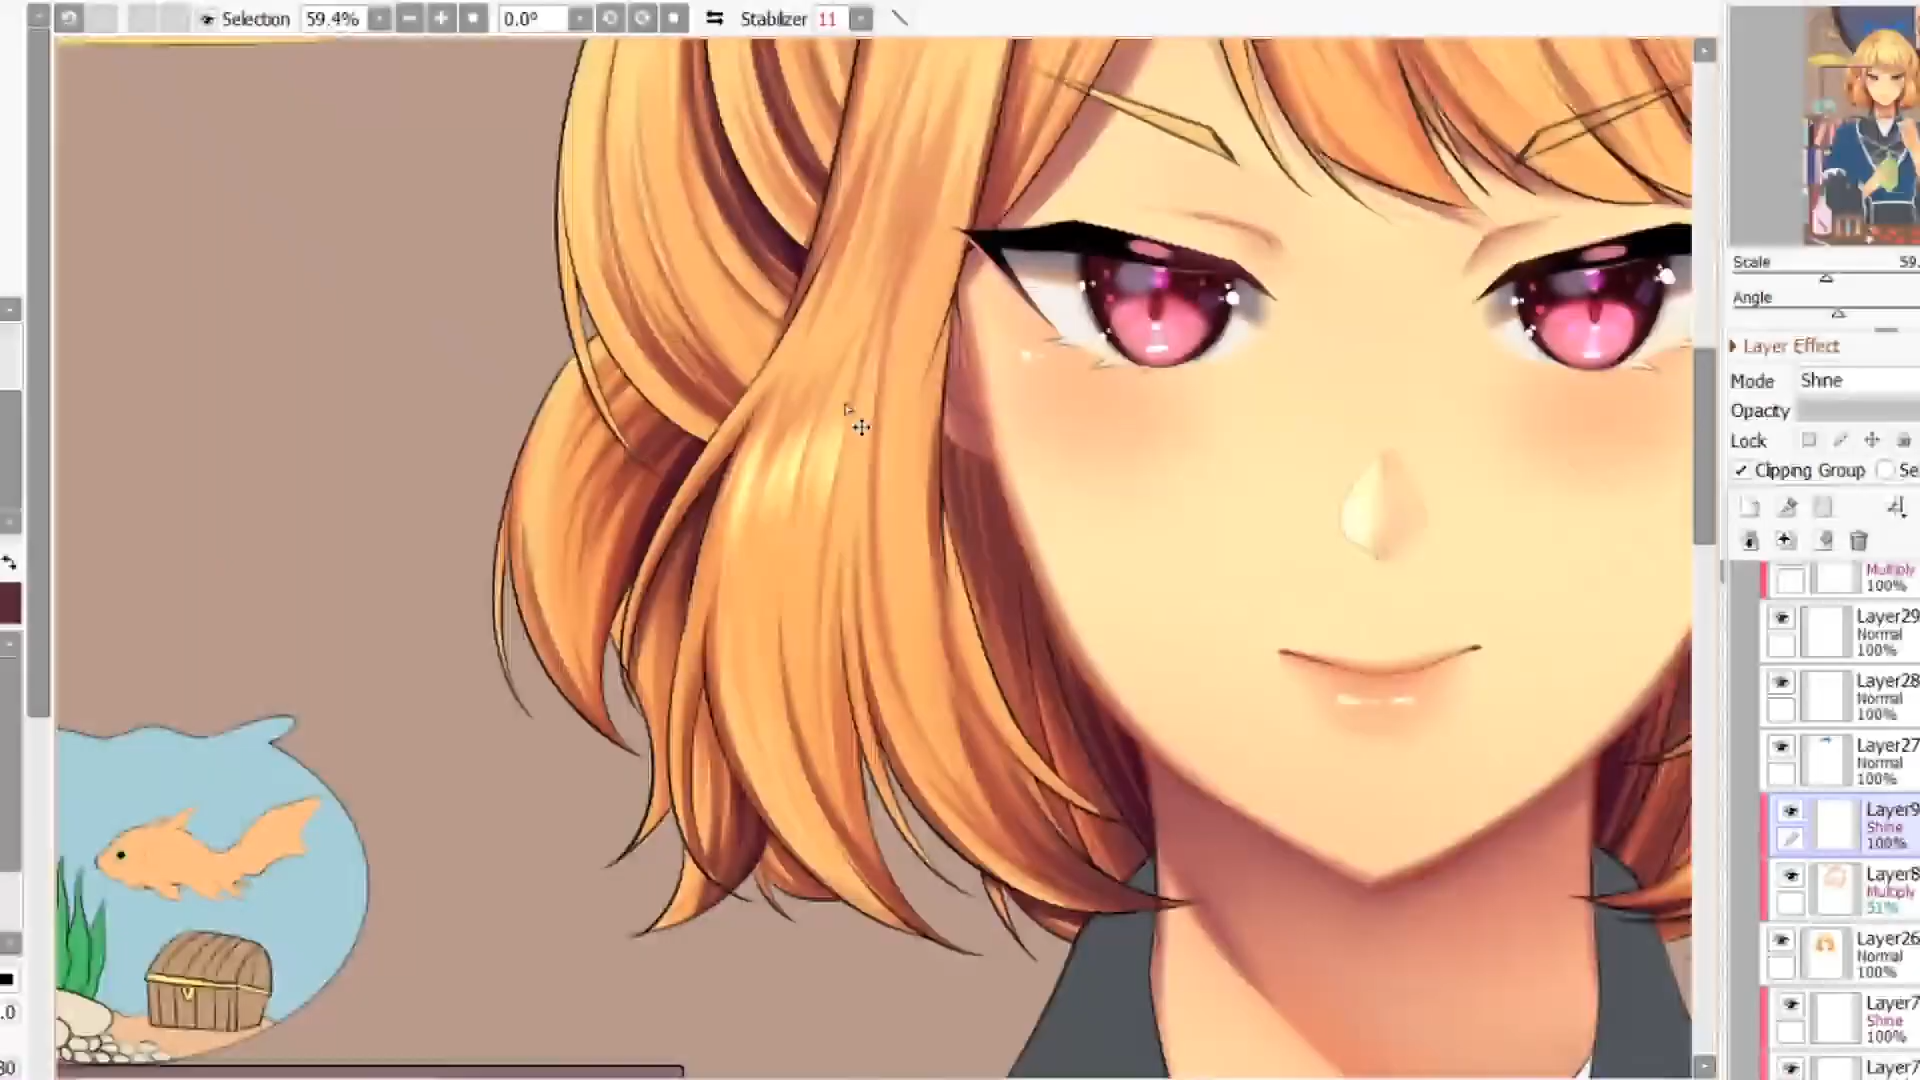 Selection 59.4% 0.0° Stabilizer 11
Scale 59.
Angle
Layer Effect
Mode Shine
Opacity
Lock
Clipping Group Se
Multiply
100%
Layer29
Normal
100%
Layer28
Normal
100%
Layer27
Normal
100%
Layer9
Shine
100%
Layer8
Multiply
51%
Layer26
Normal
100%
Layer7
Shine
100%
Layer7
.0
80